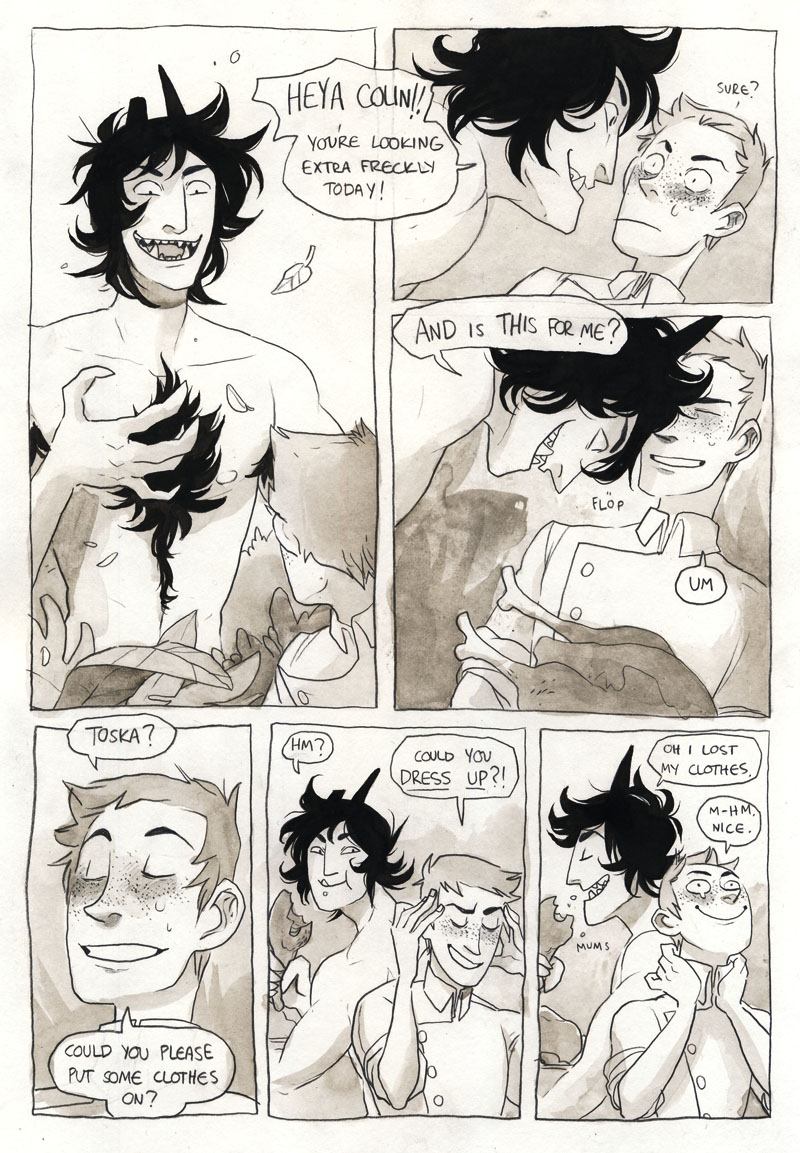 HEYA COLIN!!
YOU'RE LOOKING
EXTRA FRECKLY
TODAY!
SURE?
AND IS THIS FOR ME?
FLÖP
UM
TOSKA?
COULD YOU PLEASE
PUT SOME CLOTHES
ON?
HM?
COULD YOU
DRESS UP?!
OH I LOST
MY CLOTHES.
M-HM,
NICE.
MUMS